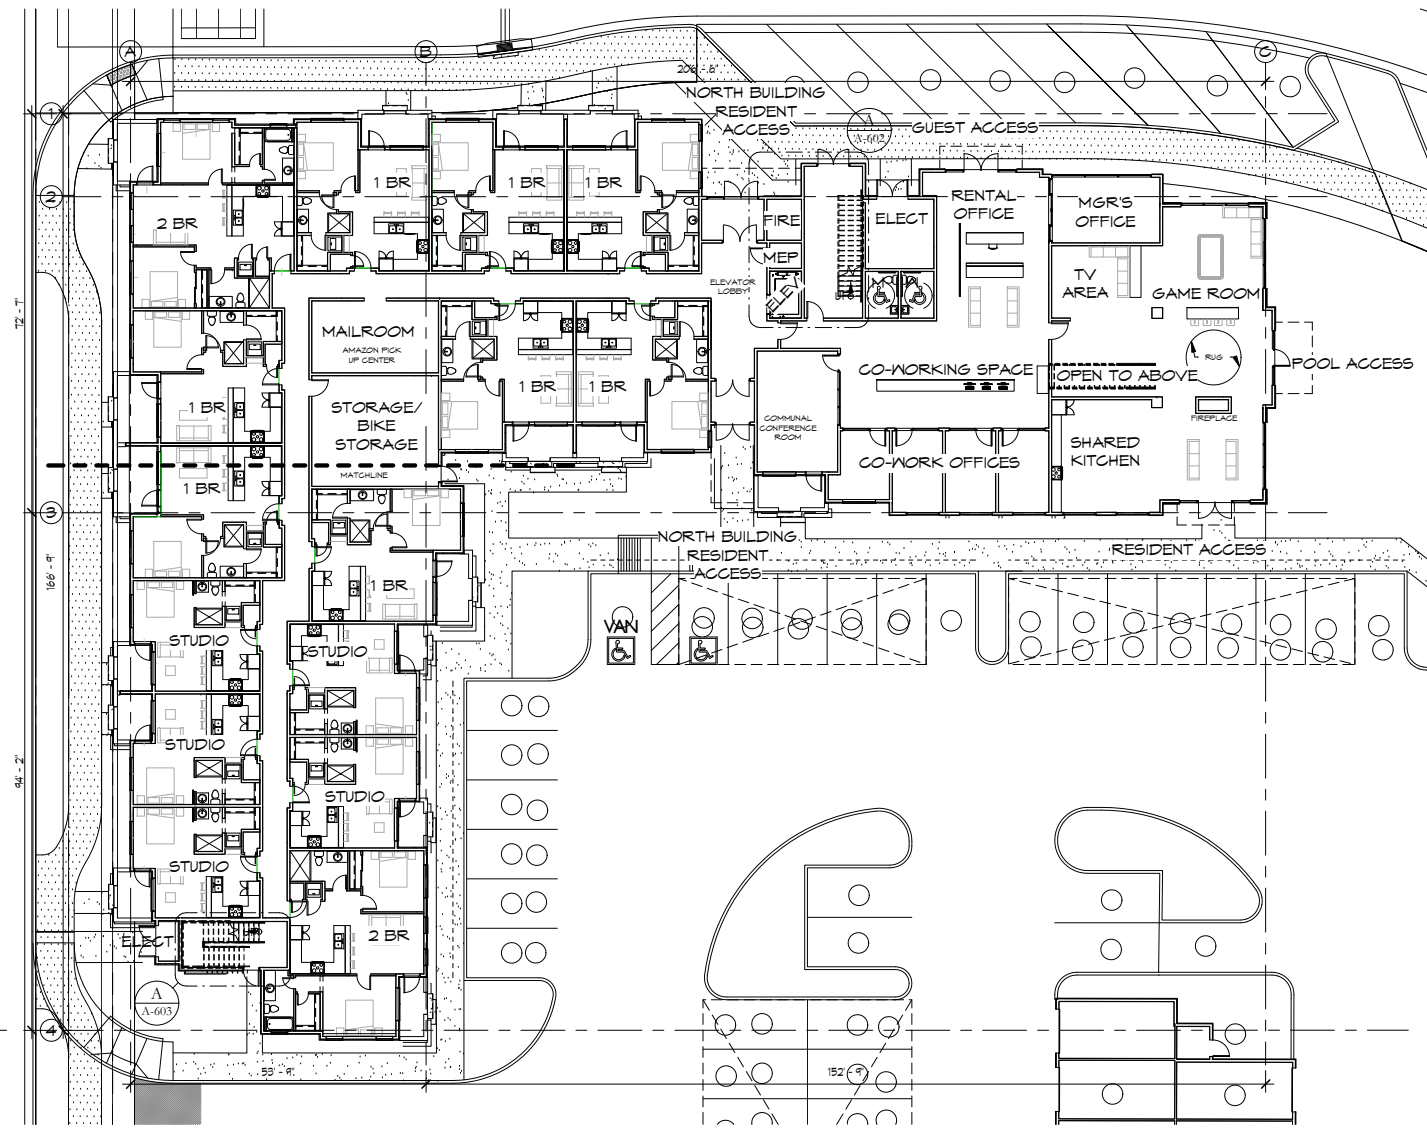 A
B
C
206' - 6"
NORTH BUILDING
RESIDENT
ACCESS
1
A
A-602
GUEST ACCESS
2
1 BR
1 BR
1 BR
2 BR
FIRE
ELECT
RENTAL
OFFICE
MGR'S
OFFICE
MEP
ELEVATOR
LOBBY
ELEV
TV
AREA
GAME ROOM
72' - 7"
MAILROOM
AMAZON PICK
UP CENTER
RUG
POOL ACCESS
CO-WORKING SPACE
OPEN TO ABOVE
1 BR
1 BR
1 BR
STORAGE/
BIKE
STORAGE
COMMUNAL
CONFERENCE
ROOM
FIREPLACE
SHARED
KITCHEN
CO-WORK OFFICES
MATCHLINE
1 BR
3
NORTH BUILDING
RESIDENT
ACCESS
RESIDENT ACCESS
166' - 9"
1 BR
VAN
STUDIO
STUDIO
STUDIO
94' - 2"
STUDIO
STUDIO
ELECT
2 BR
A
A-603
4
53' - 9"
152' - 9"